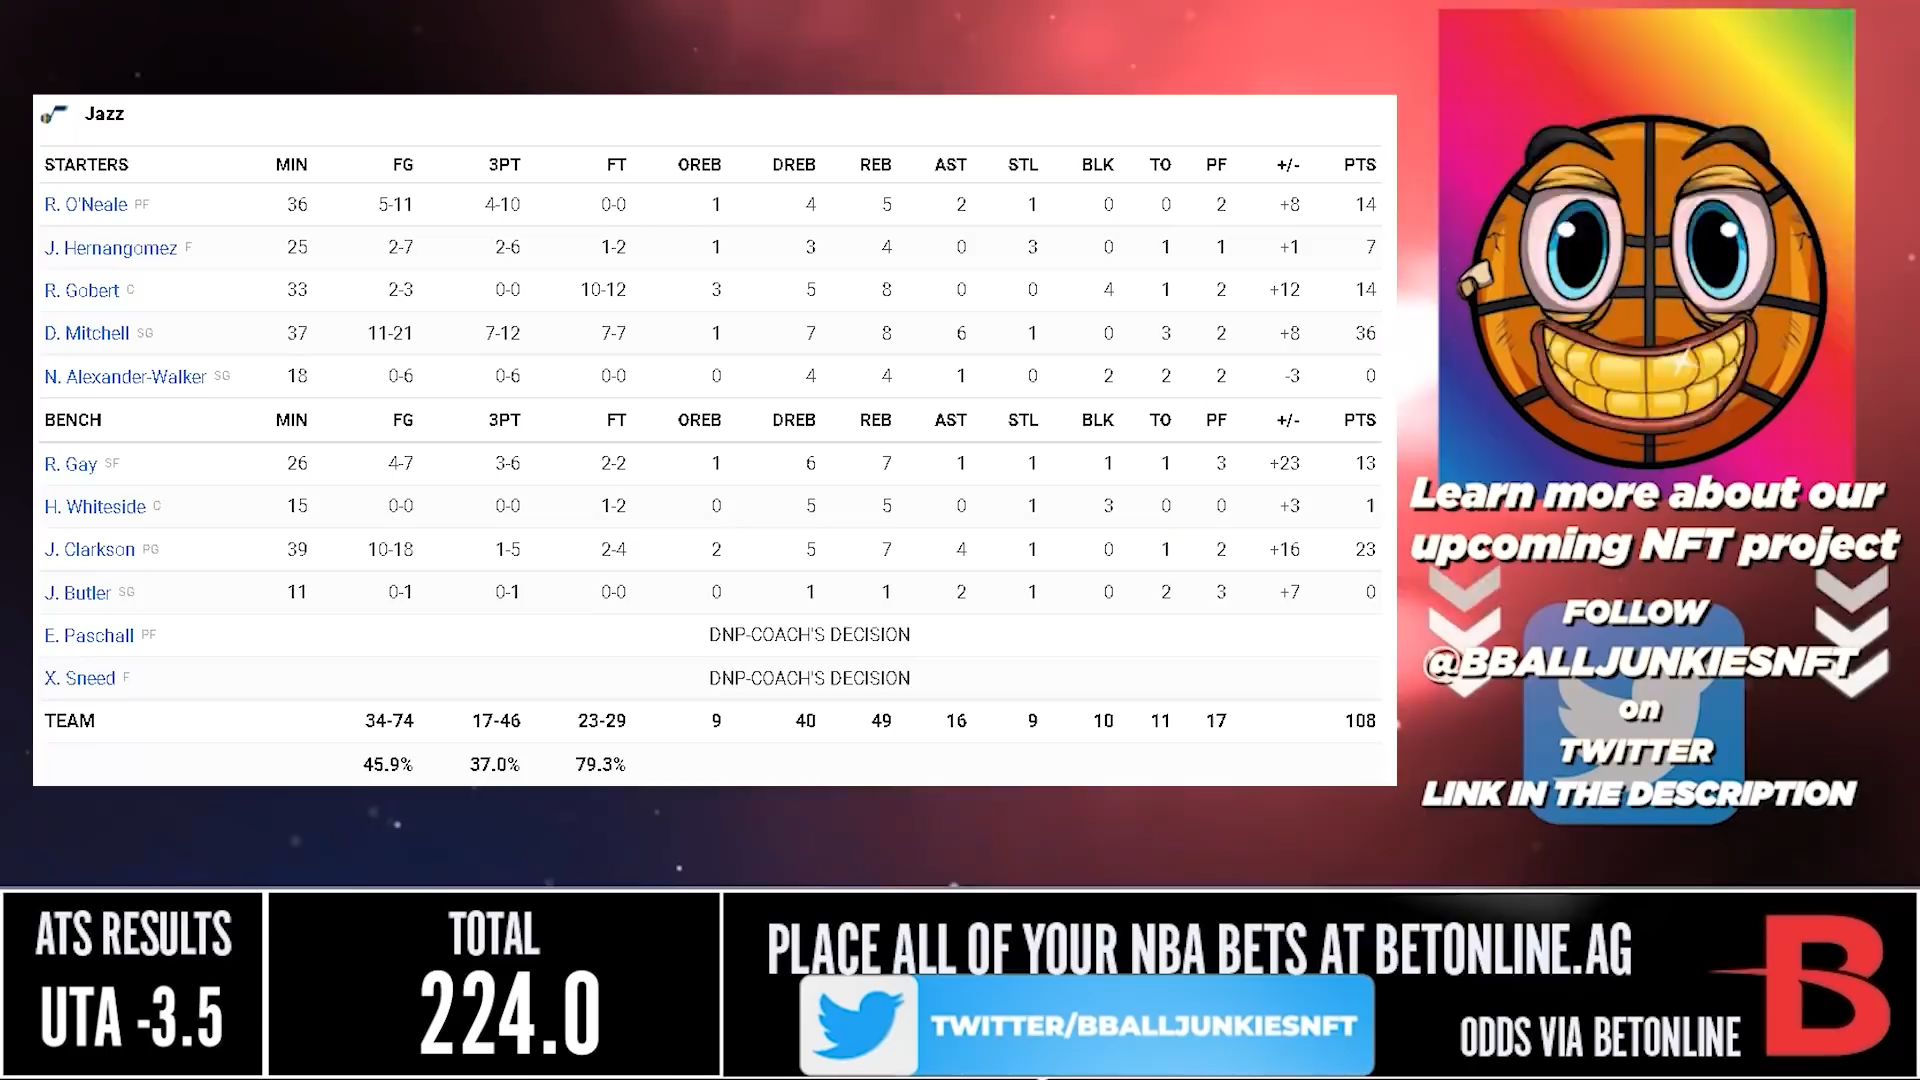 Jazz
STARTERS MIN FG 3PT FT OREB DREB REB AST STL BLK TO PF +/- PTS
R. O'Neale PF 36 5-11 4-10 0-0 1 4 5 2 1 0 0 2 +8 14
J. Hernangomez F 25 2-7 2-6 1-2 1 3 4 0 3 0 1 1 +1 7
R. Gobert C 33 2-3 0-0 10-12 3 5 8 0 0 4 1 2 +12 14
D. Mitchell SG 37 11-21 7-12 7-7 1 7 8 6 1 0 3 2 +8 36
N. Alexander-Walker SG 18 0-6 0-6 0-0 0 4 4 1 0 2 2 2 -3 0
BENCH MIN FG 3PT FT OREB DREB REB AST STL BLK TO PF +/- PTS
R. Gay SF 26 4-7 3-6 2-2 1 6 7 1 1 1 1 3 +23 13
H. Whiteside C 15 0-0 0-0 1-2 0 5 5 0 1 3 0 0 +3 1
J. Clarkson PG 39 10-18 1-5 2-4 2 5 7 4 1 0 1 2 +16 23
J. Butler SG 11 0-1 0-1 0-0 0 1 1 2 1 0 2 3 +7 0
E. Paschall PF DNP-COACH'S DECISION
X. Sneed F DNP-COACH'S DECISION
TEAM 34-74 17-46 23-29 9 40 49 16 9 10 11 17 108
45.9% 37.0% 79.3%
Learn more about our
upcoming NFT project
FOLLOW
@BBALLJUNKIESNFT
on
TWITTER
LINK IN THE DESCRIPTION
ATS RESULTS
UTA -3.5
TOTAL
224.0
PLACE ALL OF YOUR NBA BETS AT BETONLINE.AG
TWITTER/BBALLJUNKIESNFT
ODDS VIA BETONLINE
B